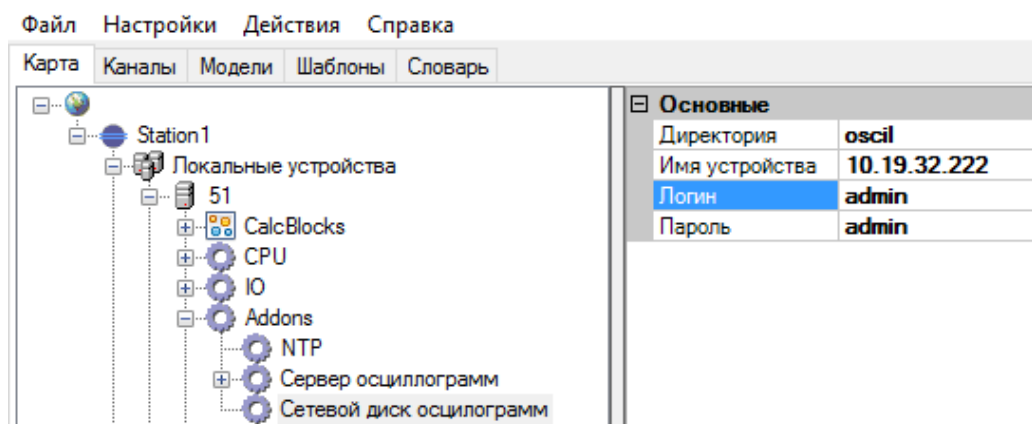 Файл Настройки Действия Справка
Карта Каналы Модели Шаблоны Словарь
Основные
Station1
Директория oscil
Локальные устройства
Имя устройства 10.19.32.222
51
Логин admin
CalcBlocks
Пароль admin
CPU
IO
Addons
NTP
Сервер осциллограмм
Сетевой диск осцилограмм